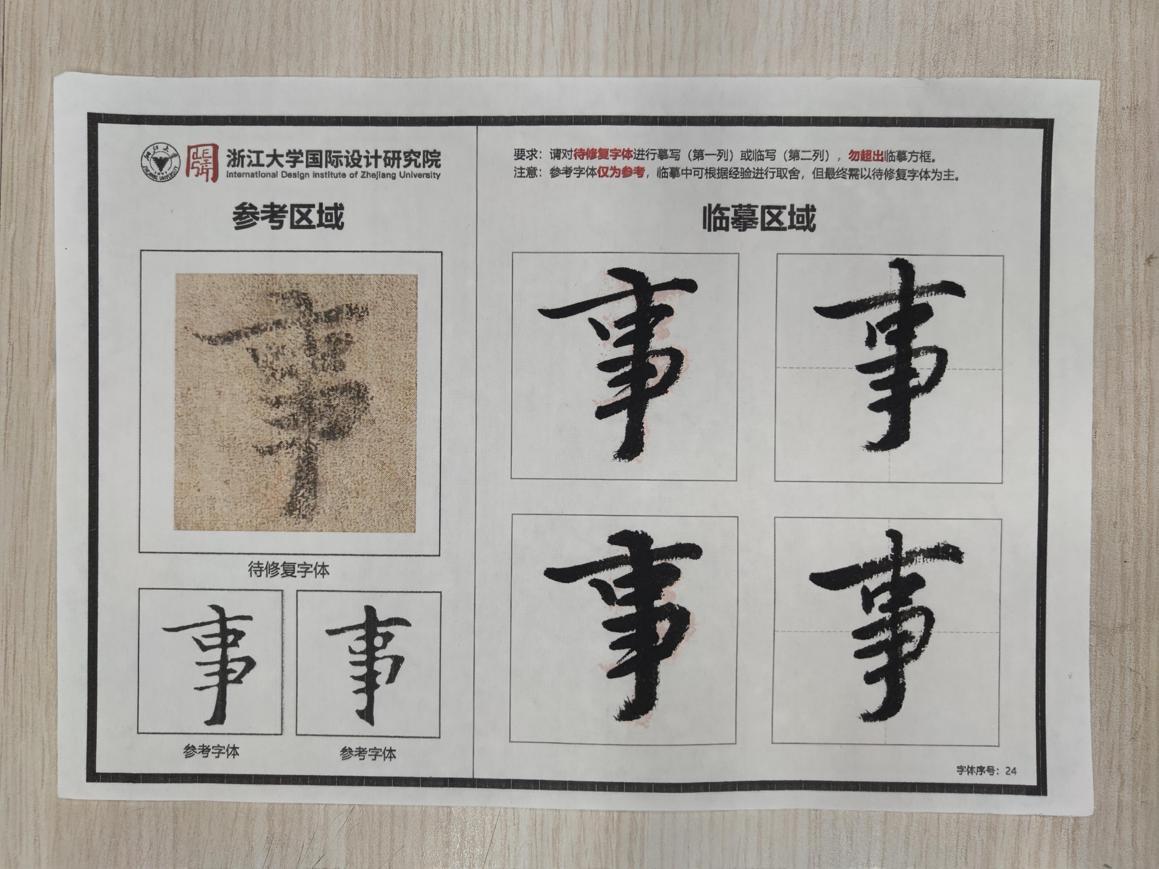 浙江大学国际设计研究院
International Design Institute of Zhejiang University
参考区域
事
待修复字体
事 事
参考字体 参考字体
要求：请对待修复字体进行摹写（第一列）或临写（第二列），勿超出临摹方框。
注意：参考字体仅为参考，临摹中可根据经验进行取舍，但最终需以待修复字体为主。
临摹区域
事 事
事 事
字体序号：24